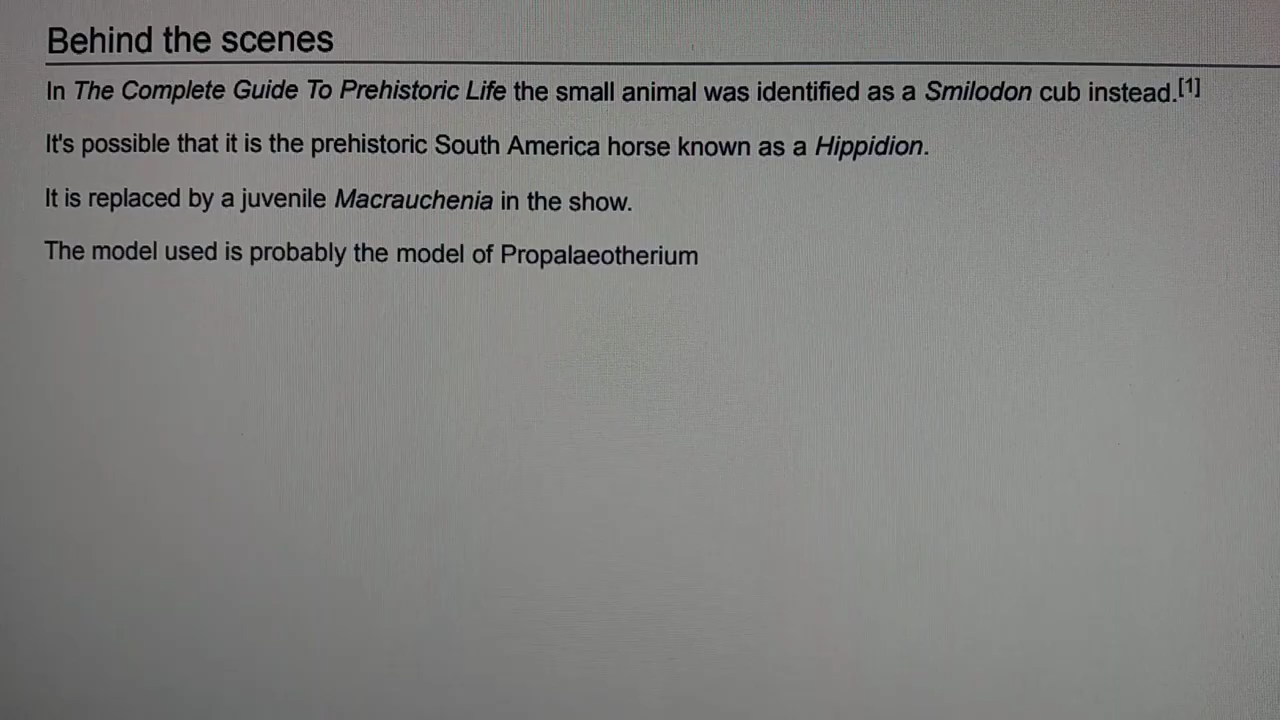 Behind the scenes
In The Complete Guide To Prehistoric Life the small animal was identified as a Smilodon cub instead.[1]
It's possible that it is the prehistoric South America horse known as a Hippidion.
It is replaced by a juvenile Macrauchenia in the show.
The model used is probably the model of Propalaeotherium